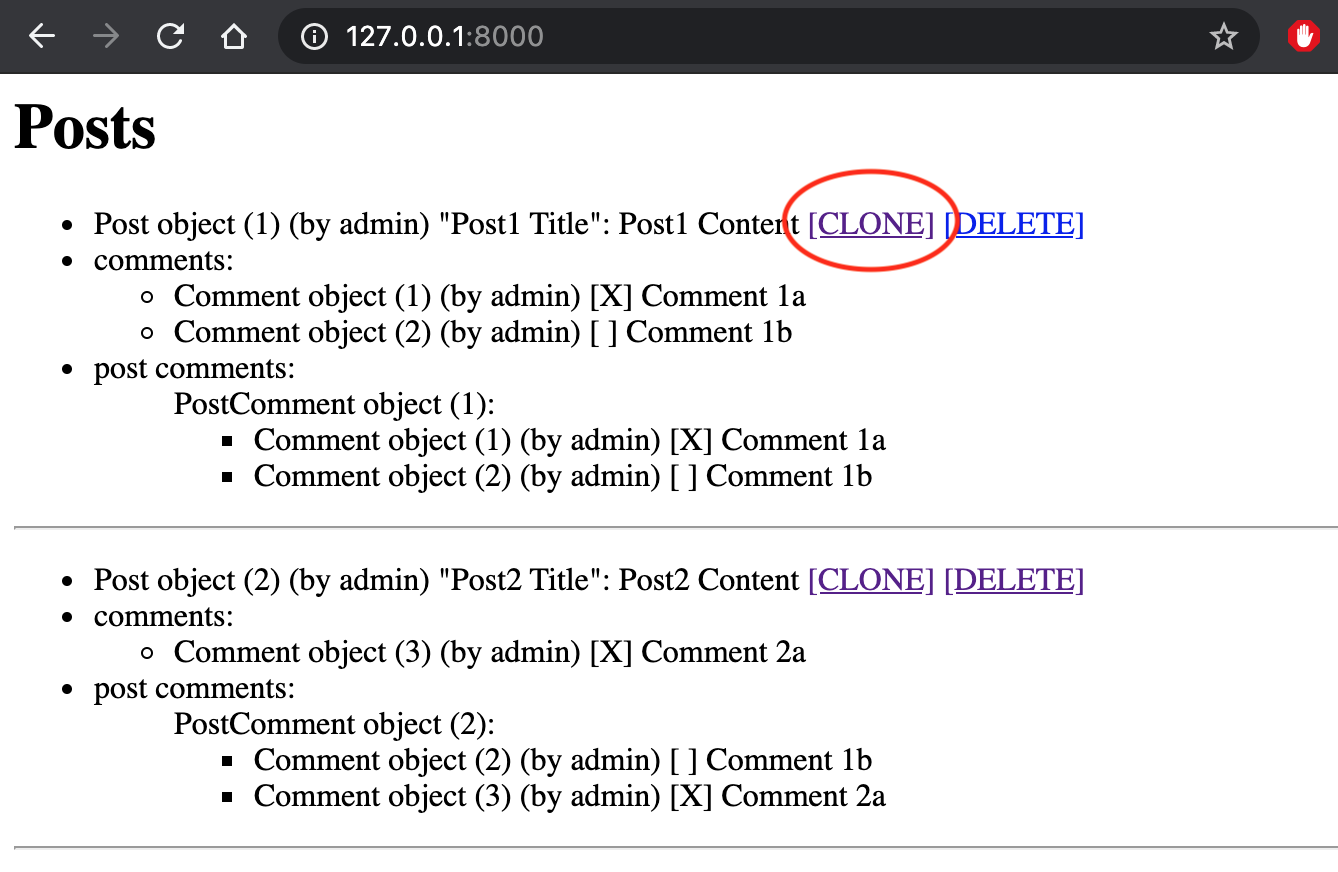 127.0.0.1:8000
Posts
Post object (1) (by admin) "Post1 Title": Post1 Content [CLONE] [DELETE]
comments:
Comment object (1) (by admin) [X] Comment 1a
Comment object (2) (by admin) [ ] Comment 1b
post comments:
PostComment object (1):
Comment object (1) (by admin) [X] Comment 1a
Comment object (2) (by admin) [ ] Comment 1b
Post object (2) (by admin) "Post2 Title": Post2 Content [CLONE] [DELETE]
comments:
Comment object (3) (by admin) [X] Comment 2a
post comments:
PostComment object (2):
Comment object (2) (by admin) [ ] Comment 1b
Comment object (3) (by admin) [X] Comment 2a